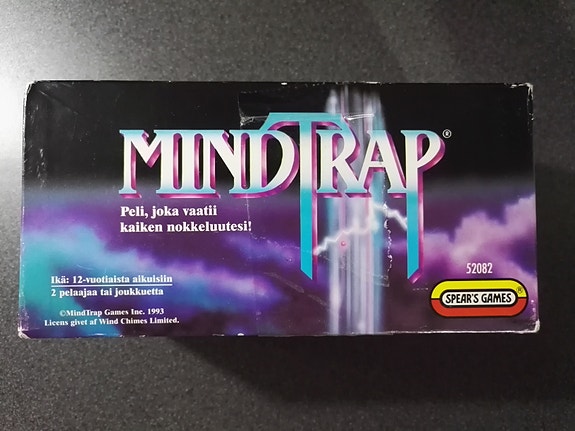 MINDTRAP®
Peli, joka vaatii
kaiken nokkeluutesi!
Ikä: 12-vuotiaista aikuisiin
2 pelaajaa tai joukkuetta
©MindTrap Games Inc. 1993
Licens givet af Wind Chimes Limited.
52082
SPEAR'S GAMES®